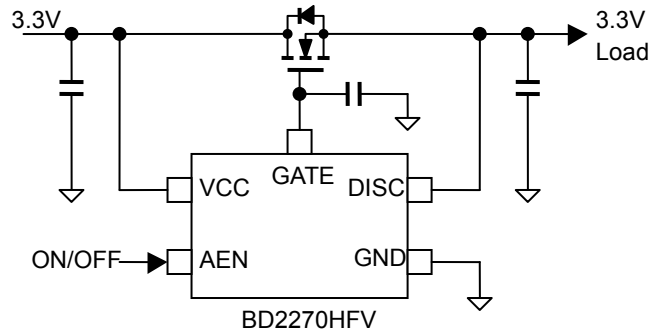 3.3V
3.3V
Load
GATE
VCC
DISC
ON/OFF
AEN
GND
BD2270HFV